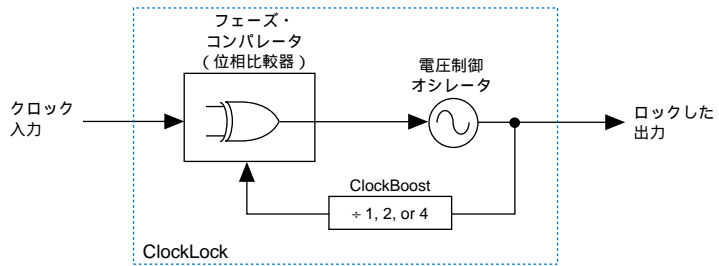 フェーズ・
コンパレータ
（位相比較器）
電圧制御
オシレータ
クロック
入力
ロックした
出力
ClockBoost
÷ 1, 2, or 4
ClockLock